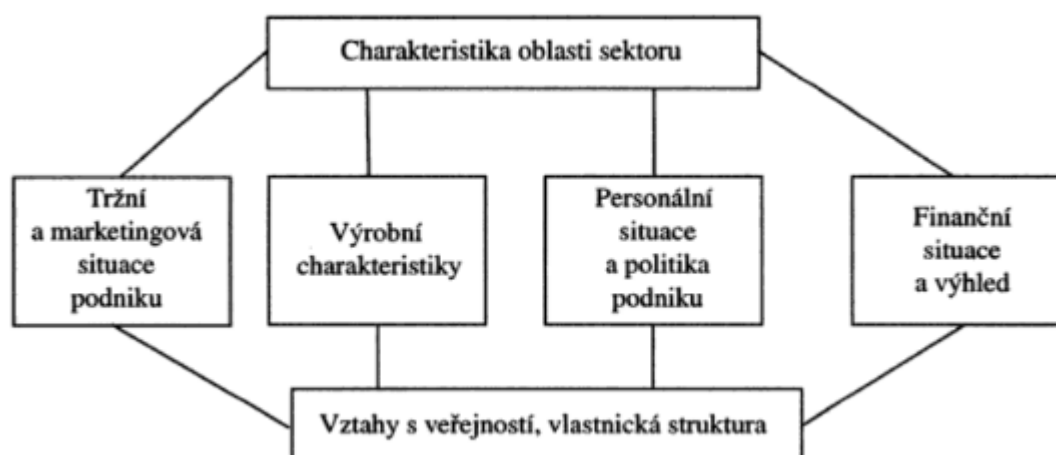 Charakteristika oblasti sektoru
Tržní
a marketingová
situace
podniku
Výrobní
charakteristiky
Personální
situace
a politika
podniku
Finanční
situace
a výhled
Vztahy s veřejností, vlastnická struktura